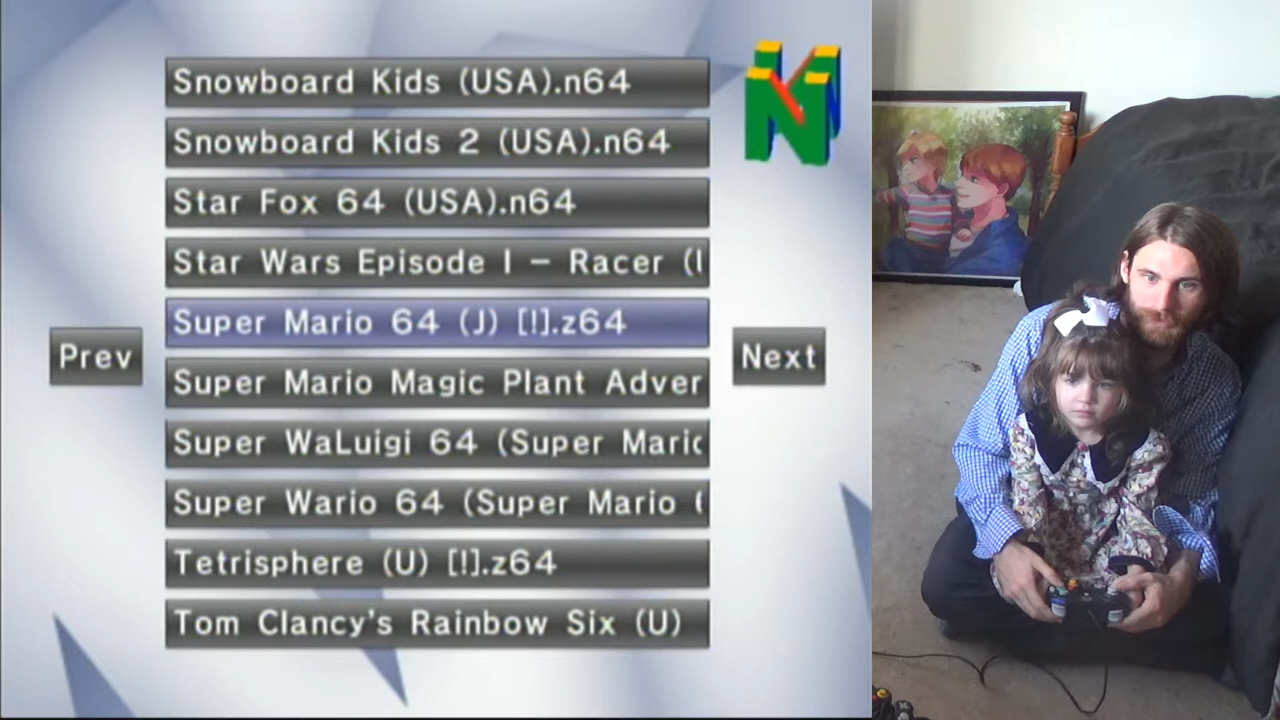 Snowboard Kids (USA).n64
Snowboard Kids 2 (USA).n64
Star Fox 64 (USA).n64
Star Wars Episode I - Racer (
Super Mario 64 (J) [!].z64
Prev
Next
Super Mario Magic Plant Adver
Super WaLuigi 64 (Super Mario
Super Wario 64 (Super Mario
Tetrisphere (U) [!].z64
Tom Clancy's Rainbow Six (U)